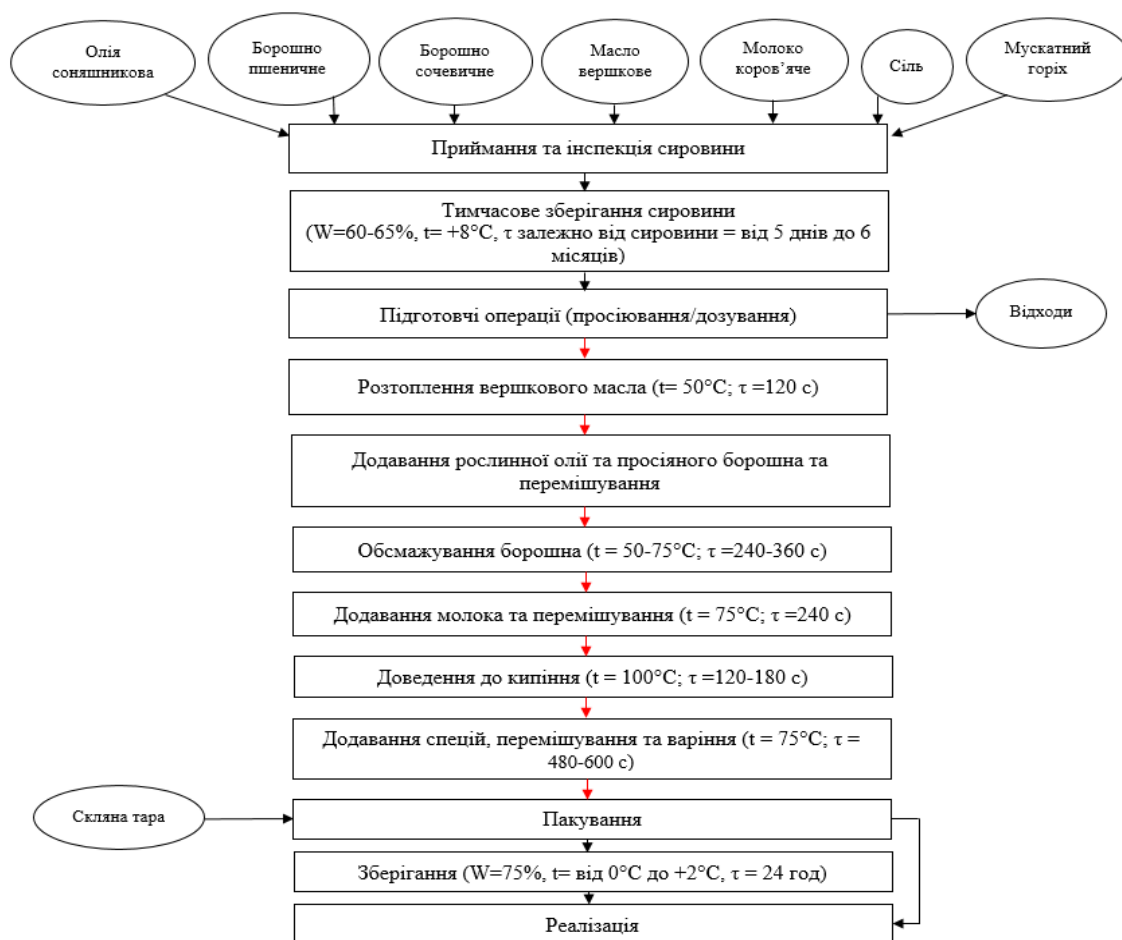 Олія
соняшникова
Борошно
пшеничне
Борошно
сочевичне
Масло
вершкове
Молоко
коров’яче
Сіль
Мускатний
горіх
Приймання та інспекція сировини
Тимчасове зберігання сировини
(W=60-65%, t= +8°C, τ залежно від сировини = від 5 днів до 6
місяців)
Підготовчі операції (просіювання/дозування)
Відходи
Розтоплення вершкового масла (t= 50°C; τ =120 с)
Додавання рослинної олії та просіяного борошна та
перемішування
Обсмажування борошна (t = 50-75°C; τ =240-360 с)
Додавання молока та перемішування (t = 75°C; τ =240 с)
Доведення до кипіння (t = 100°C; τ =120-180 с)
Додавання спецій, перемішування та варіння (t = 75°C; τ =
480-600 с)
Скляна тара
Пакування
Зберігання (W=75%, t= від 0°C до +2°C, τ = 24 год)
Реалізація